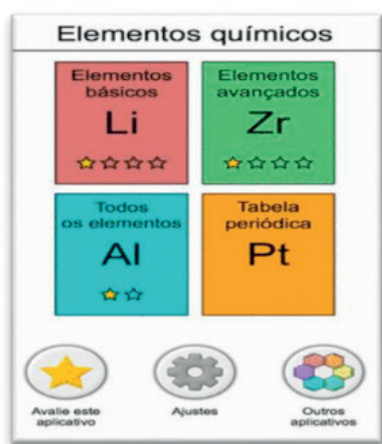 Elementos químicos
Elementos
básicos
Li
Elementos
avançados
Zr
Todos
os elementos
Al
Tabela
periódica
Pt
Avalie este
aplicativo
Ajustes
Outros
aplicativos